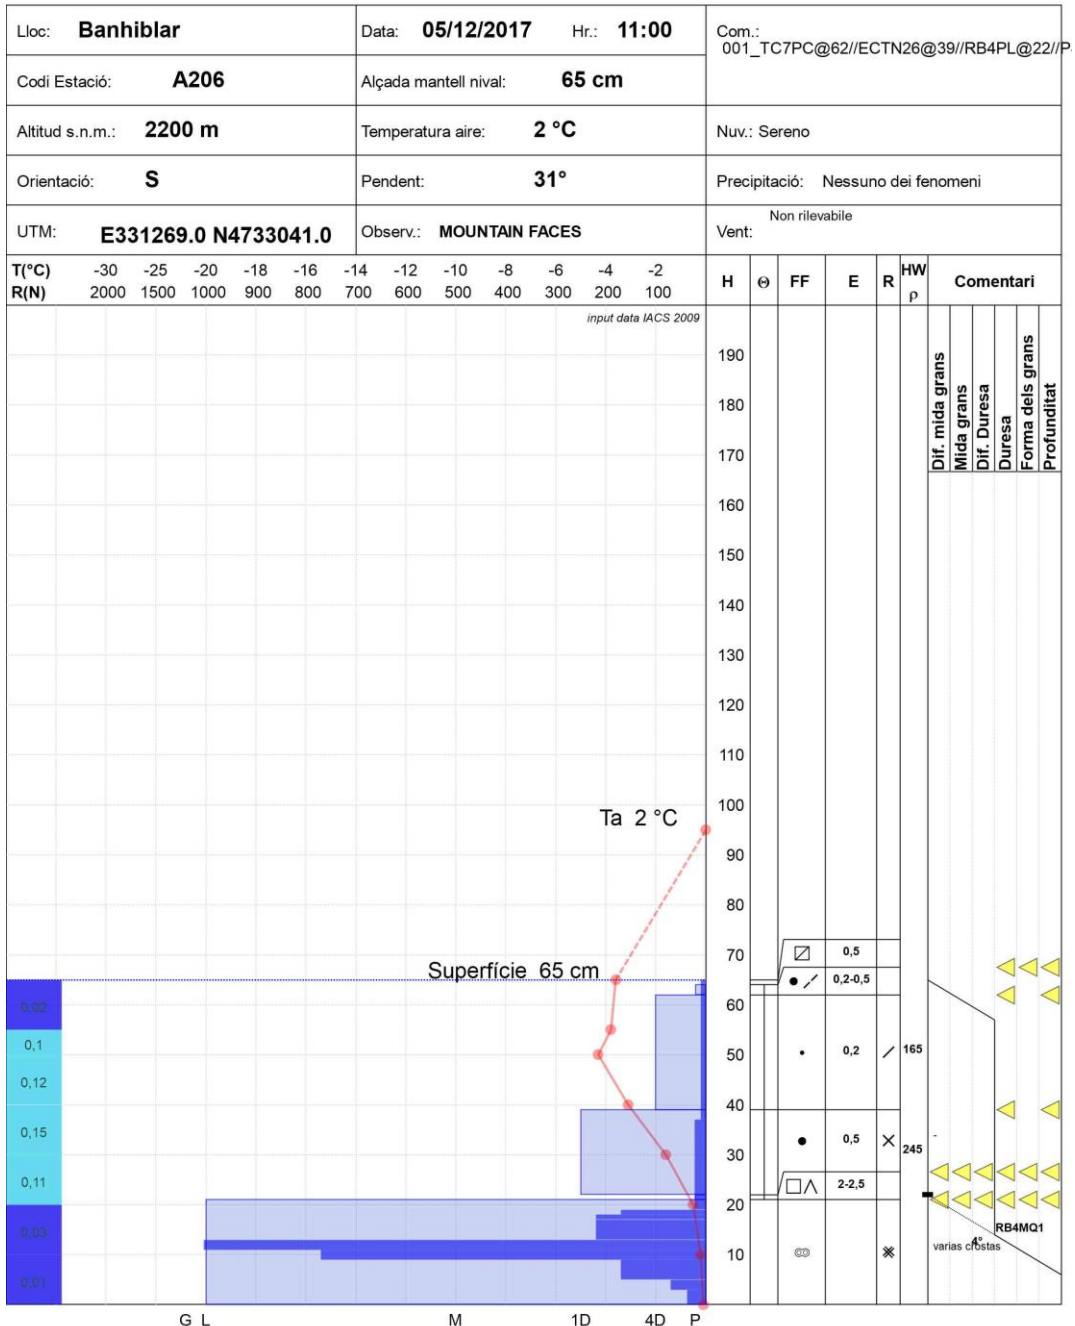 Lloc: Banhiblar Data: 05/12/2017 Hr.: 11:00 Com.:
001_TC7PC@62//ECTN26@39//RB4PL@22//P
Codi Estació: A206 Alçada mantell nival: 65 cm
Altitud s.n.m.: 2200 m Temperatura aire: 2 °C Nuv.: Sereno
Orientació: S Pendent: 31° Precipitació: Nessuno dei fenomeni
UTM: E331269.0 N4733041.0 Observ.: MOUNTAIN FACES Vent: Non rilevabile
T(°C) -30 -25 -20 -18 -16 -14 -12 -10 -8 -6 -4 -2
R(N) 2000 1500 1000 900 800 700 600 500 400 300 200 100
H Θ FF E R HW ρ Comentari
input data IACS 2009
Dif. mida grans
Mida grans
Dif. Duresa
Duresa
Forma dels grans
Profunditat
190
180
170
160
150
140
130
120
110
100
Ta 2 °C
90
80
70 0,5
Superfície 65 cm
0,2-0,5
60
0,02
0,1
50 0,2 165
0,12
40
0,15
30 0,5 245 -
0,11
2-2,5
20
0,03
RB4MQ1
4°
varias crostas
10
0,01
G L M 1D 4D P